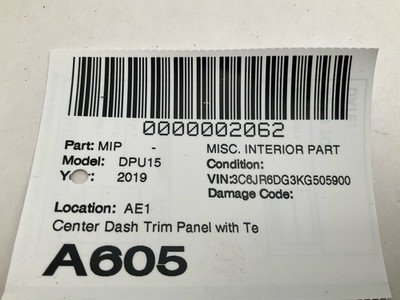 0000002062
Part: MIP - MISC. INTERIOR PART
Model: DPU15 Condition:
2019 VIN:3C6JR6DG3KG505900
Damage Code:
Location: AE1
Center Dash Trim Panel with Te
A605